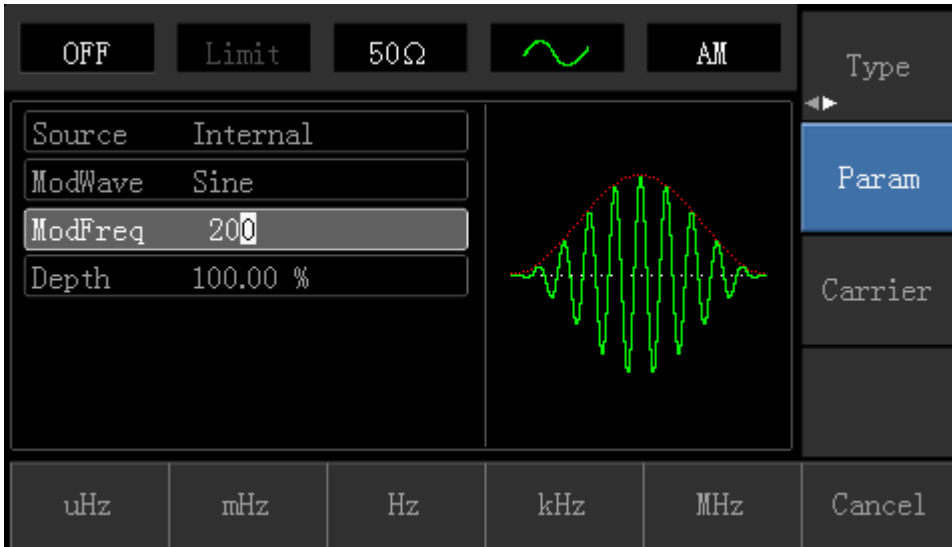 OFF Limit 50Ω AM
Type
Source Internal
ModWave Sine
Param
ModFreq 200
Depth 100.00 %
Carrier
uHz mHz Hz kHz MHz Cancel